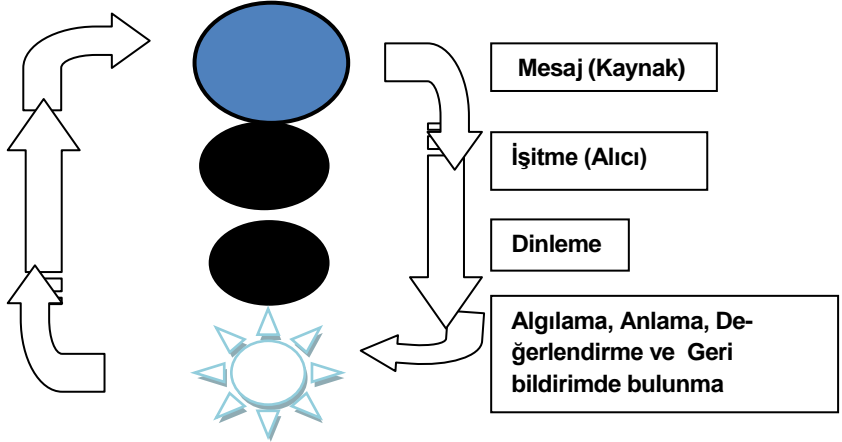 Mesaj (Kaynak)
İşitme (Alıcı)
Dinleme
Algılama, Anlama, De-
ğerlendirme ve Geri
bildirimde bulunma